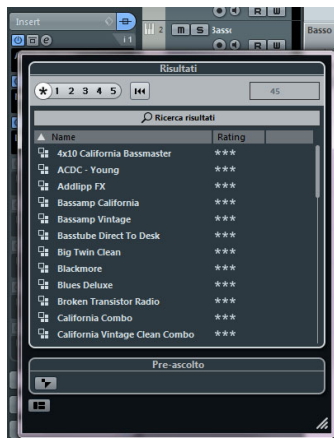 Insert
R W
2 m S Basso
Basso
e i 1
R W
Risultati
* 1 2 3 4 5
45
Ricerca risultati
Name Rating
4x10 California Bassmaster ***
ACDC - Young ***
Addlipp FX ***
Bassamp California ***
Bassamp Vintage ***
Basstube Direct To Desk ***
Big Twin Clean ***
Blackmore ***
Blues Deluxe ***
Broken Transistor Radio ***
California Combo ***
California Vintage Clean Combo ***
Pre-ascolto